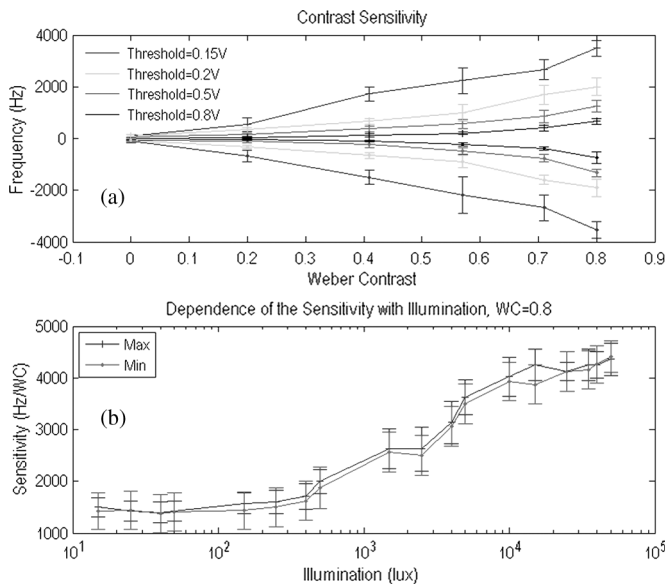 Contrast Sensitivity
4000
2000
0
-2000
-4000
Frequency (Hz)
Threshold=0.15V
Threshold=0.2V
Threshold=0.5V
Threshold=0.8V
(a)
-0.1 0 0.1 0.2 0.3 0.4 0.5 0.6 0.7 0.8 0.9
Weber Contrast
Dependence of the Sensitivity with Illumination, WC=0.8
5000
4000
3000
2000
1000
Sensitivity (Hz/WC)
Max
Min
(b)
10^1 10^2 10^3 10^4 10^5
Illumination (lux)